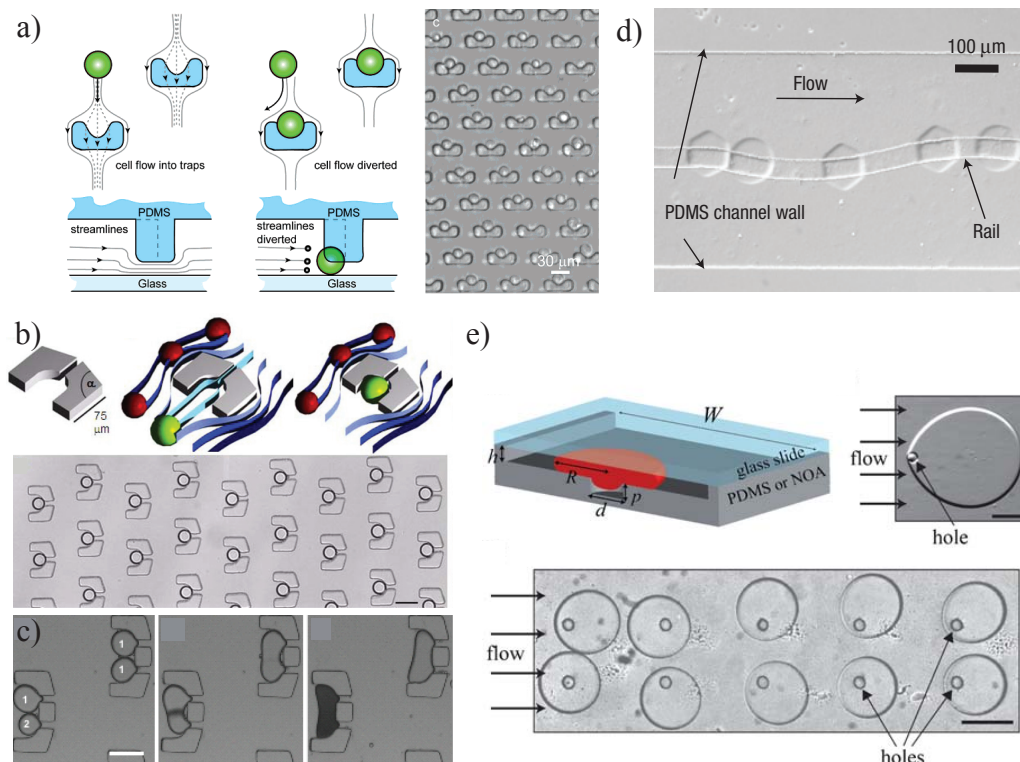 a)
cell flow into traps
cell flow diverted
PDMS
streamlines
Glass
PDMS
streamlines
diverted
Glass
c
30 μm
d)
100 μm
Flow
PDMS channel wall
Rail
b)
α
75
μm
c)
1
1
1
2
e)
W
h
R
d
p
glass slide
PDMS or NOA
flow
hole
flow
holes